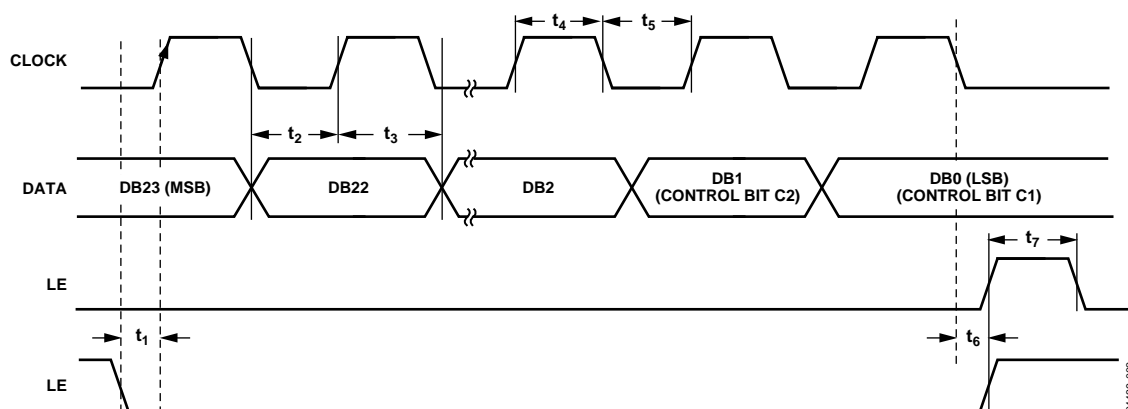 CLOCK
t4
t5
t2
t3
DATA
DB23 (MSB)
DB22
DB2
DB1
(CONTROL BIT C2)
DB0 (LSB)
(CONTROL BIT C1)
t7
LE
t1
t6
LE